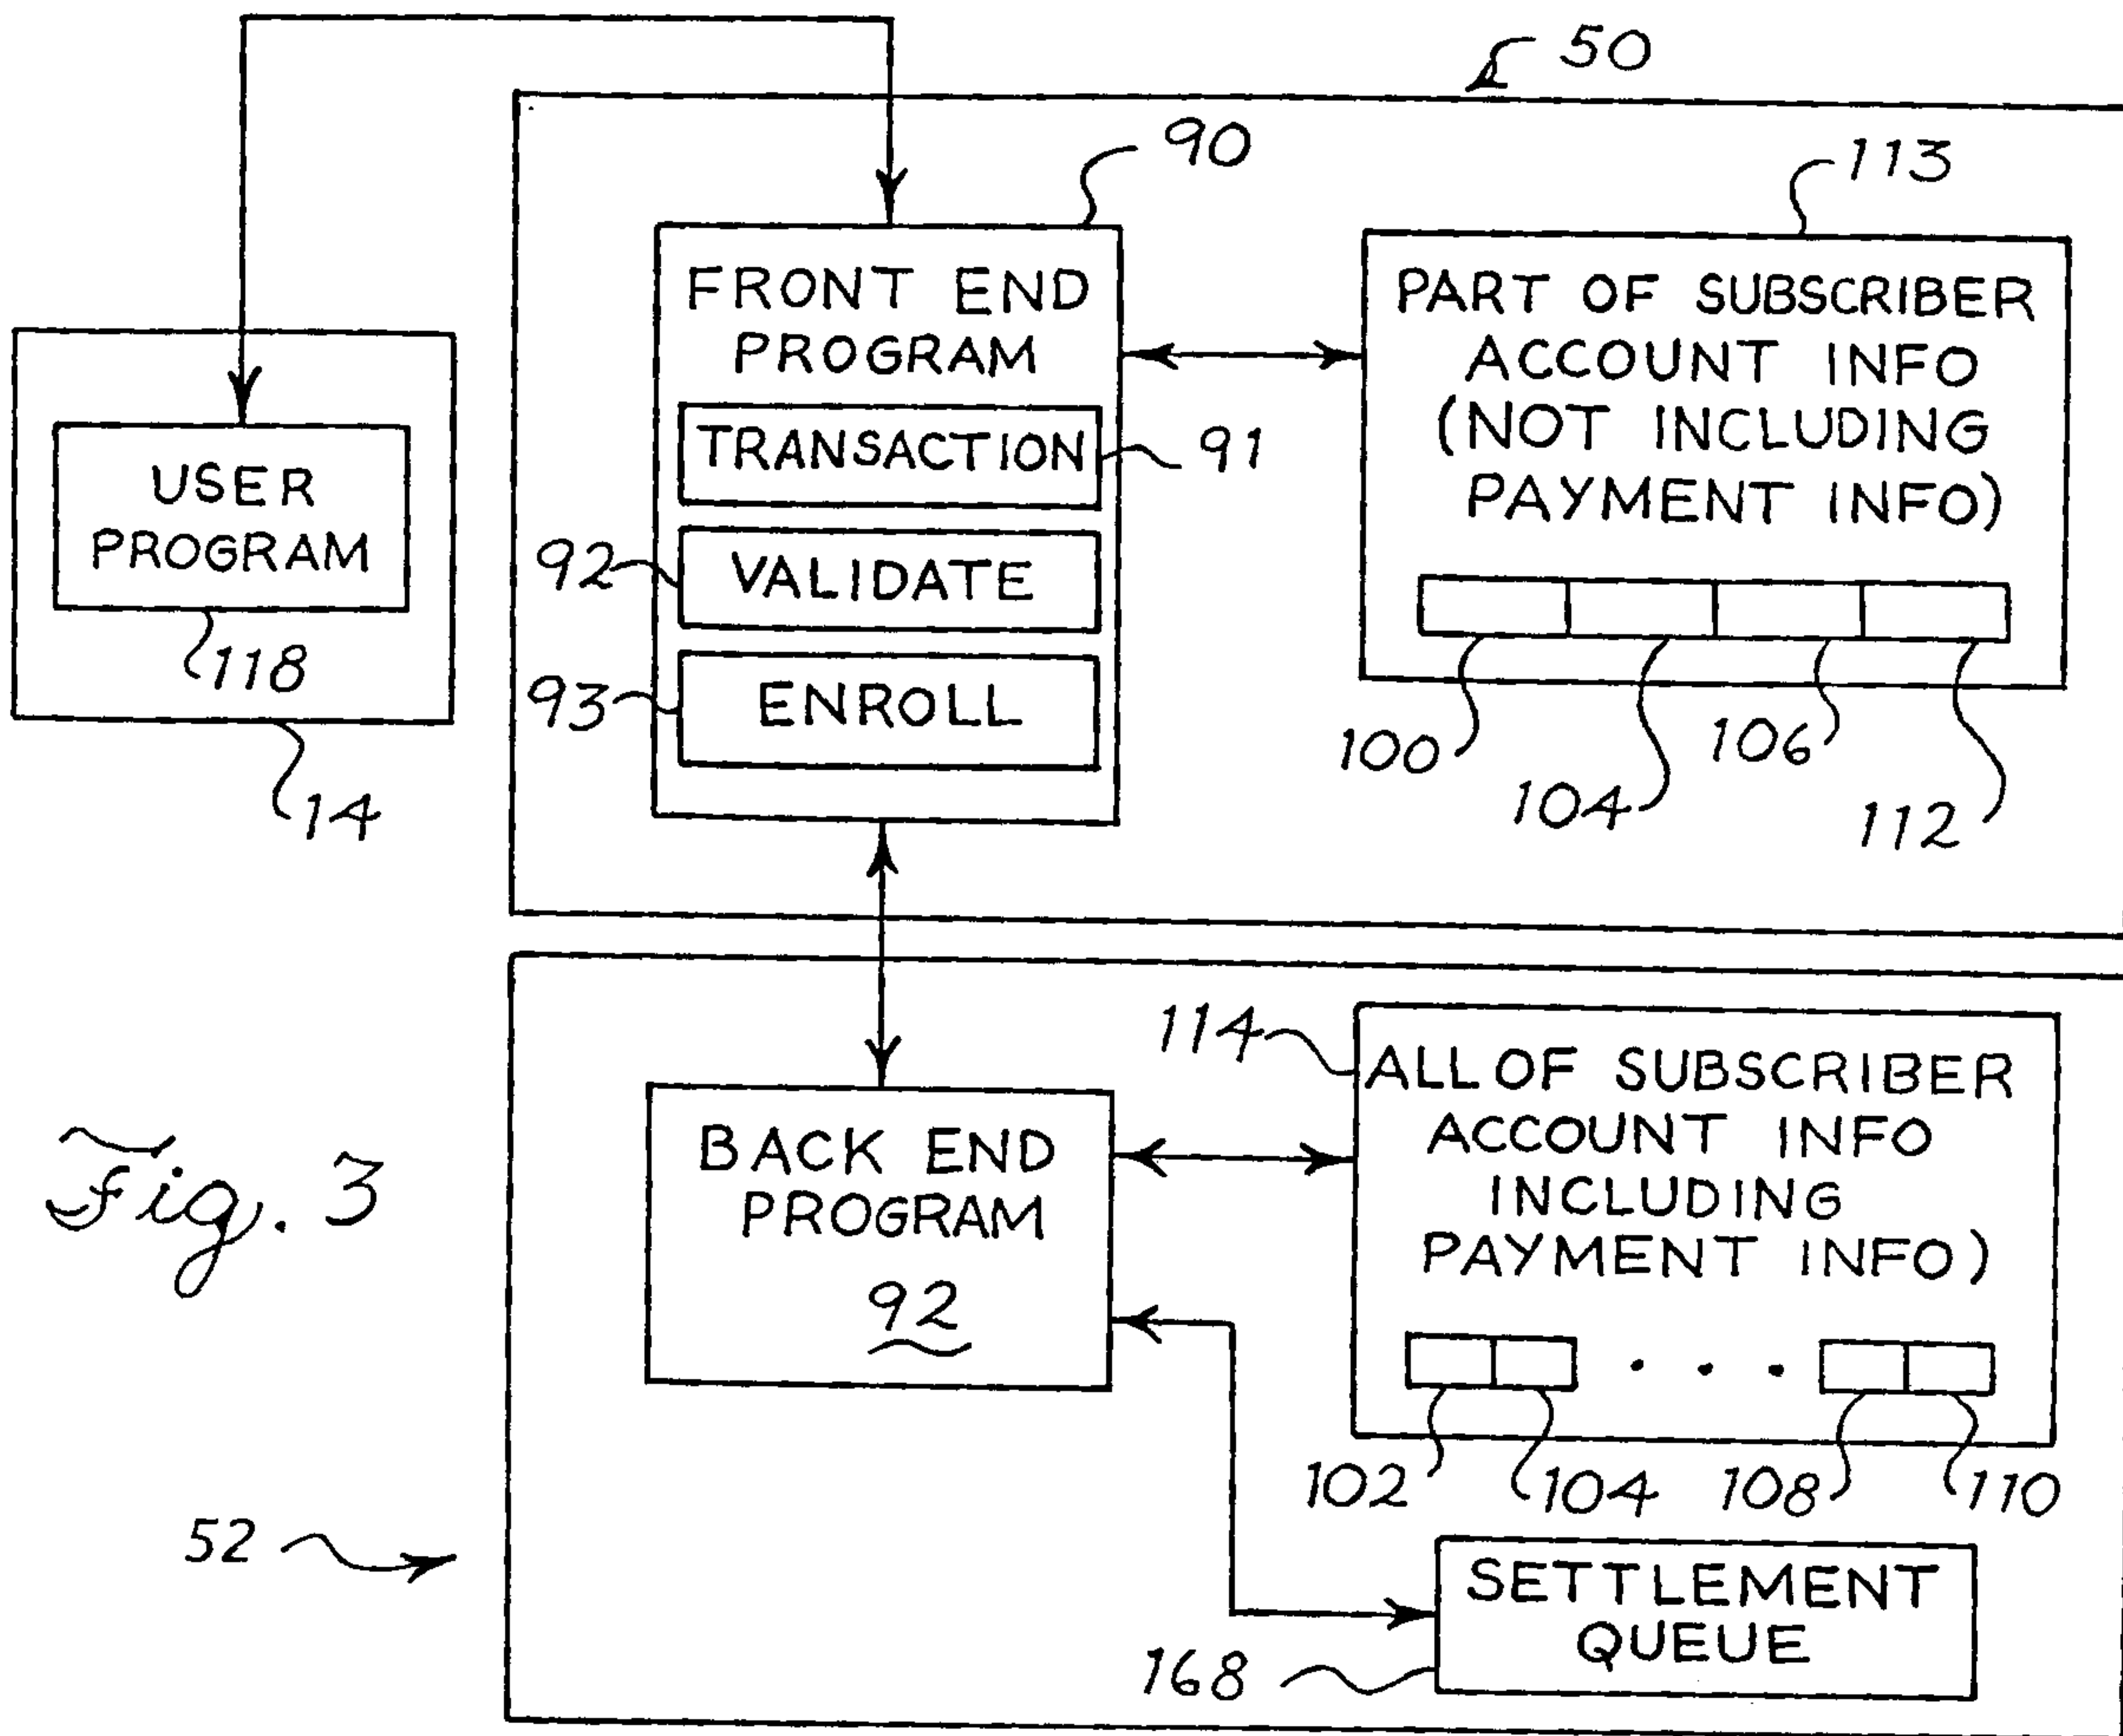 50
90
113
FRONT END
PROGRAM
TRANSACTION
91
92
VALIDATE
93
ENROLL
PART OF SUBSCRIBER
ACCOUNT INFO
(NOT INCLUDING
PAYMENT INFO)
100
104
106
112
USER
PROGRAM
118
14
114
ALL OF SUBSCRIBER
ACCOUNT INFO
INCLUDING
PAYMENT INFO)
BACK END
PROGRAM
92
102
104
108
110
Fig. 3
52
SETTLEMENT
QUEUE
168